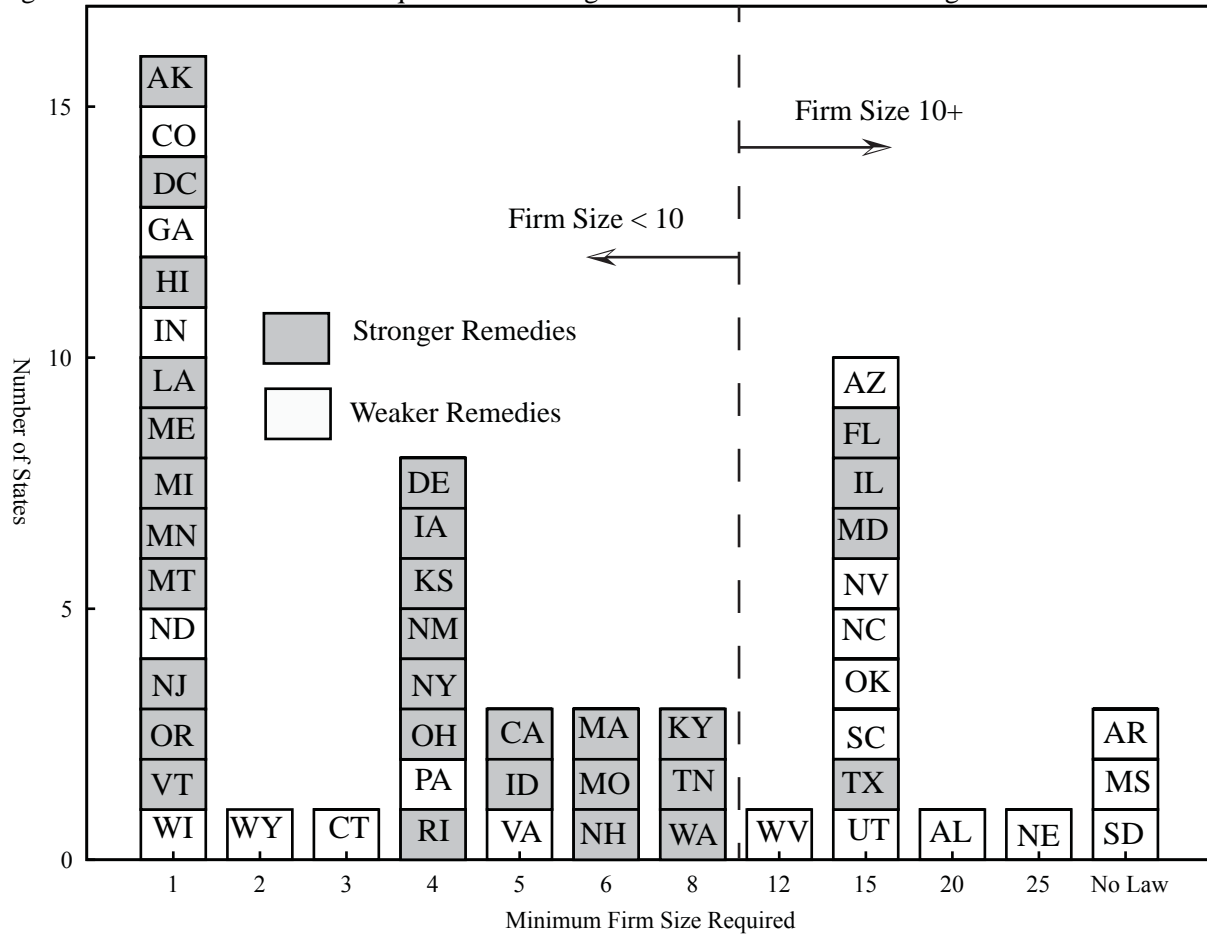 15
10
5
0
Number of States
AK
CO
DC
GA
HI
IN
LA
ME
MI
MN
MT
ND
NJ
OR
VT
WI
WY
CT
DE
IA
KS
NM
NY
OH
PA
RI
CA
ID
VA
MA
MO
NH
KY
TN
WA
WV
AZ
FL
IL
MD
NV
NC
OK
SC
TX
UT
AL
NE
AR
MS
SD
Firm Size 10+
Firm Size < 10
Stronger Remedies
Weaker Remedies
1 2 3 4 5 6 8 12 15 20 25 No Law
Minimum Firm Size Required